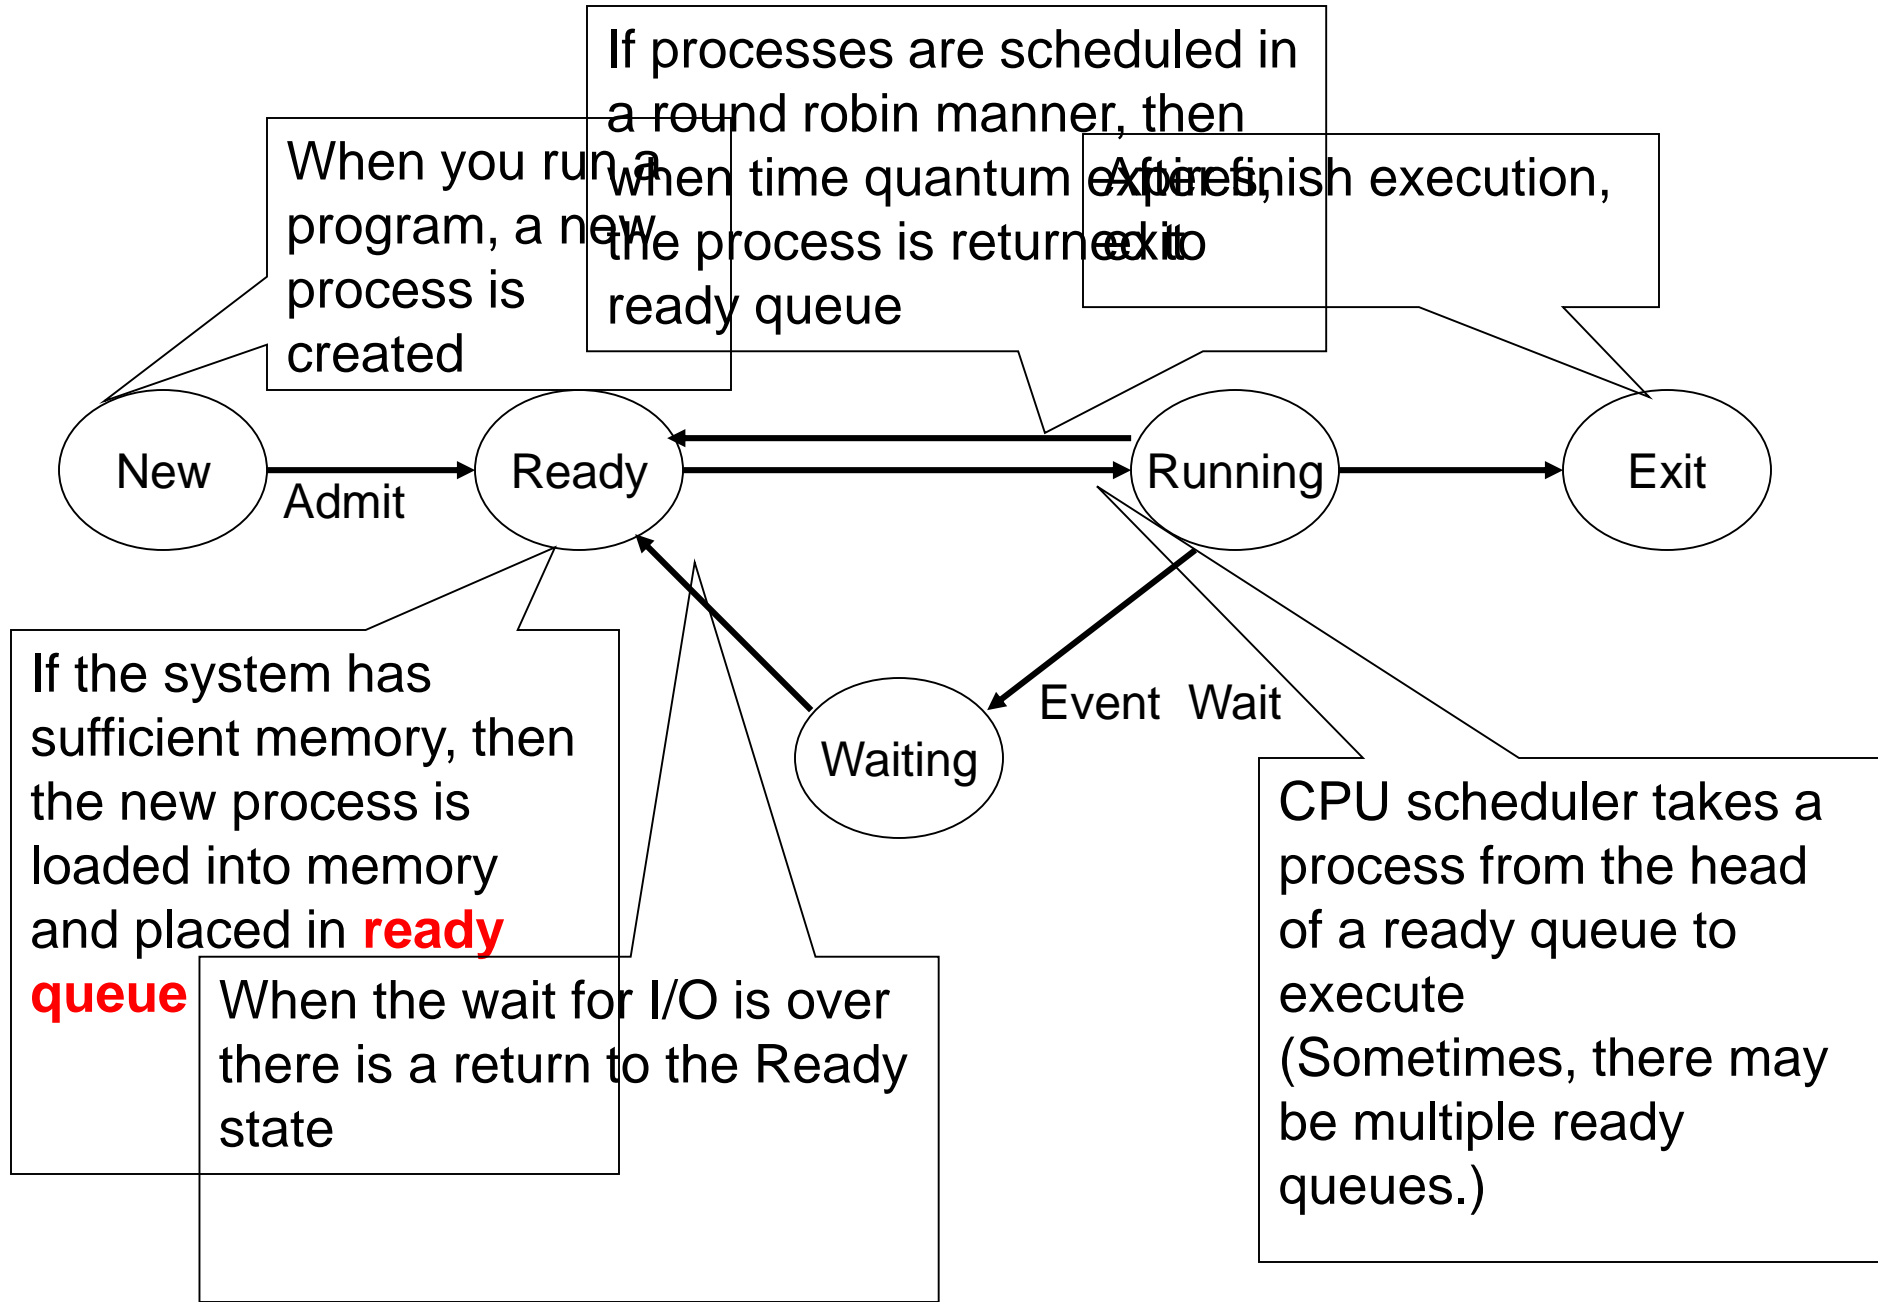 If processes are scheduled in
a round robin manner, then
when time quantum expires,
the process is returned to
ready queue
When you run a
program, a new
process is
created
After finish execution,
exit
New
Admit
Ready
Running
Exit
Event  Wait
Waiting
If the system has
sufficient memory, then
the new process is
loaded into memory
and placed in ready
queue
When the wait for I/O is over
there is a return to the Ready
state
CPU scheduler takes a
process from the head
of a ready queue to
execute
(Sometimes, there may
be multiple ready
queues.)